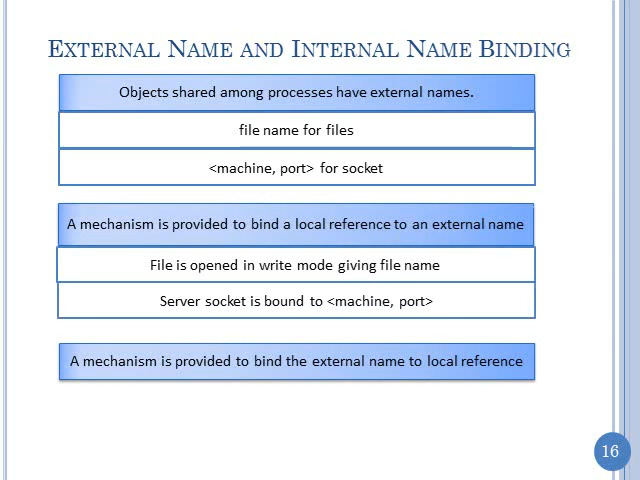 External Name and Internal Name Binding
Objects shared among processes have external names.
file name for files
<machine, port> for socket
A mechanism is provided to bind a local reference to an external name
File is opened in write mode giving file name
Server socket is bound to <machine, port>
A mechanism is provided to bind the external name to local reference
16